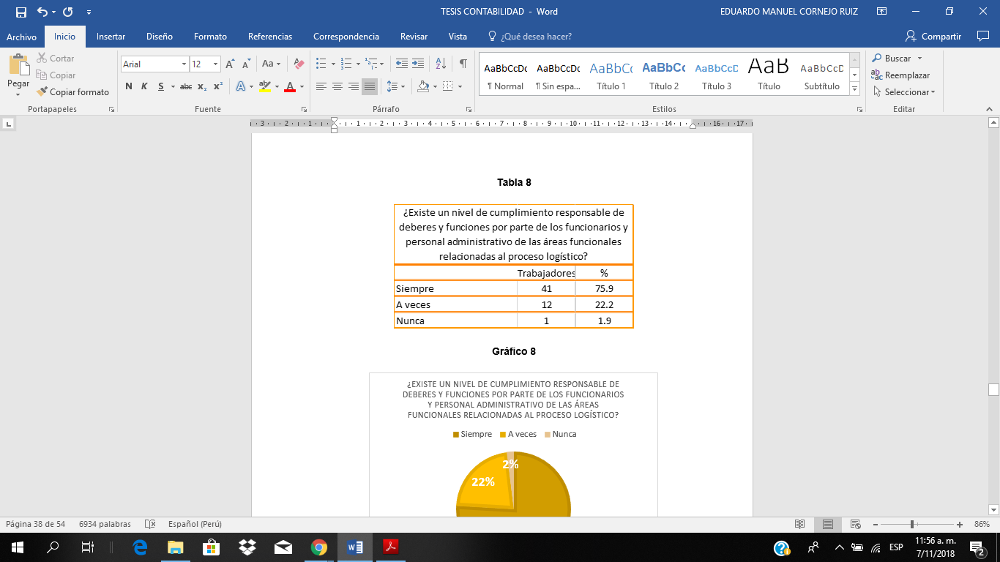 TESIS CONTABILIDAD - Word
EDUARDO MANUEL CORNEJO RUIZ
Archivo Inicio Insertar Diseño Formato Referencias Correspondencia Revisar Vista ¿Qué desea hacer? Compartir
Pegar
Cortar
Copiar
Copiar formato
Portapapeles
Arial 12
N K S abc x₂ x²
Fuente
Párrafo
AaBbCcDc AaBbCcDc AaBbCc AaBbCc AaBbCcD AaB AaBbCcD
¶ Normal ¶ Sin espa... Título 1 Título 2 Título 3 Título Subtítulo
Estilos
Buscar
Reemplazar
Seleccionar
Editar
3 2 1 1 2 3 4 5 6 7 8 9 10 11 12 13 14 16 17
Tabla 8
¿Existe un nivel de cumplimiento responsable de
deberes y funciones por parte de los funcionarios y
personal administrativo de las áreas funcionales
relacionadas al proceso logístico?
Trabajadores %
Siempre 41 75.9
A veces 12 22.2
Nunca 1 1.9
Gráfico 8
¿EXISTE UN NIVEL DE CUMPLIMIENTO RESPONSABLE DE
DEBERES Y FUNCIONES POR PARTE DE LOS FUNCIONARIOS
Y PERSONAL ADMINISTRATIVO DE LAS ÁREAS
FUNCIONALES RELACIONADAS AL PROCESO LOGÍSTICO?
Siempre A veces Nunca
2%
22%
Página 38 de 54 6934 palabras Español (Perú) 86%
ESP
11:56 a. m.
7/11/2018
2